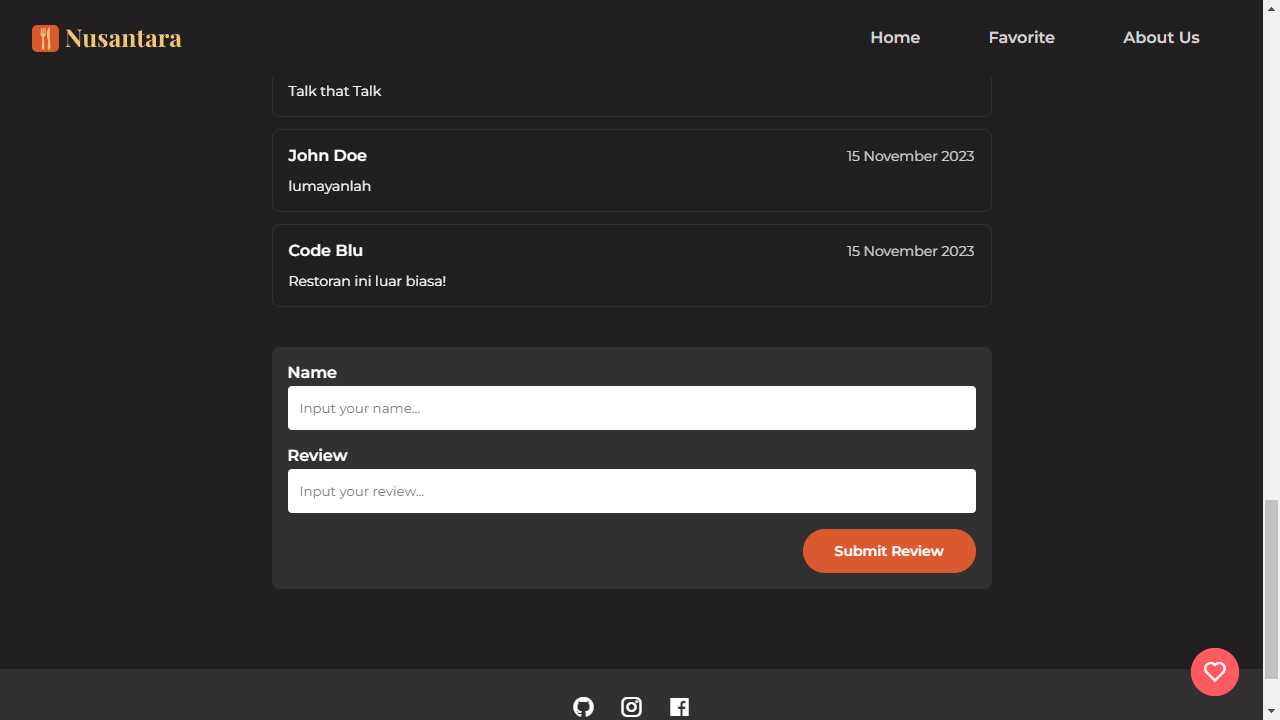 Nusantara
Home Favorite About Us
Talk that Talk
John Doe 15 November 2023
lumayanlah
Code Blu 15 November 2023
Restoran ini luar biasa!
Name
Input your name...
Review
Input your review...
Submit Review